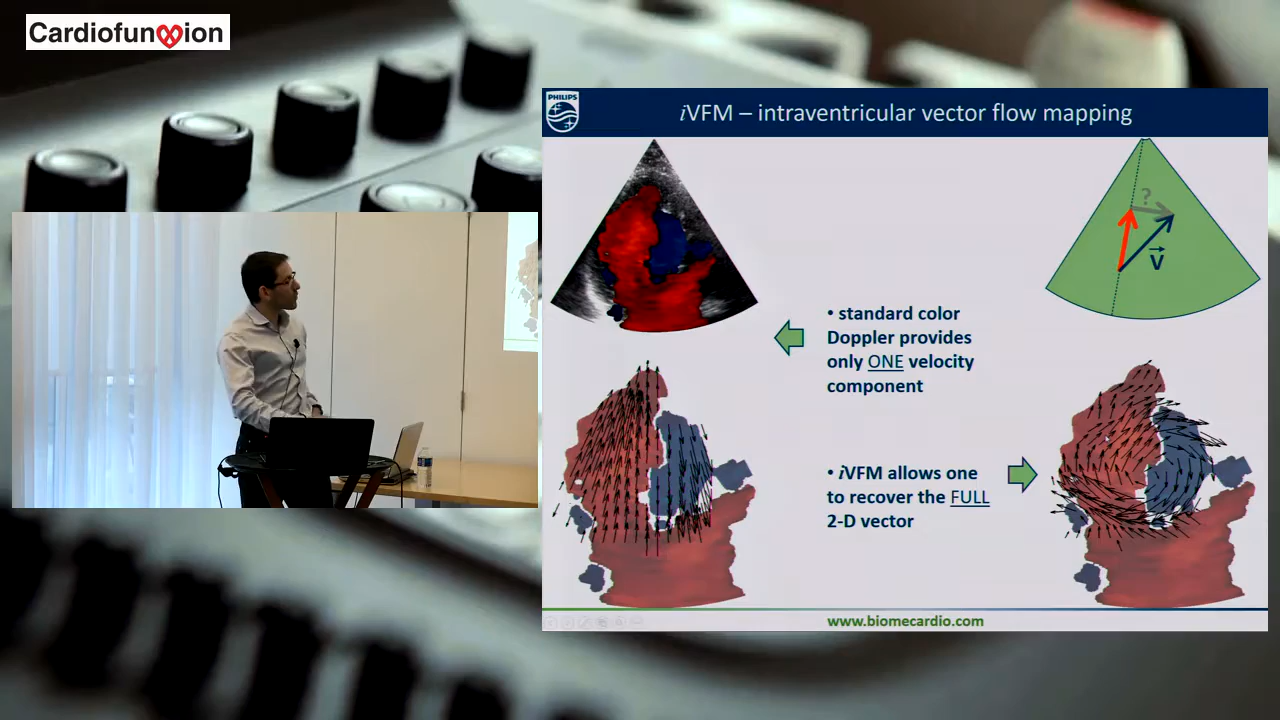 Cardiofunxion
PHILIPS
iVFM – intraventricular vector flow mapping
?
V
• standard color
Doppler provides
only ONE velocity
component
• iVFM allows one
to recover the FULL
2-D vector
www.biomecardio.com